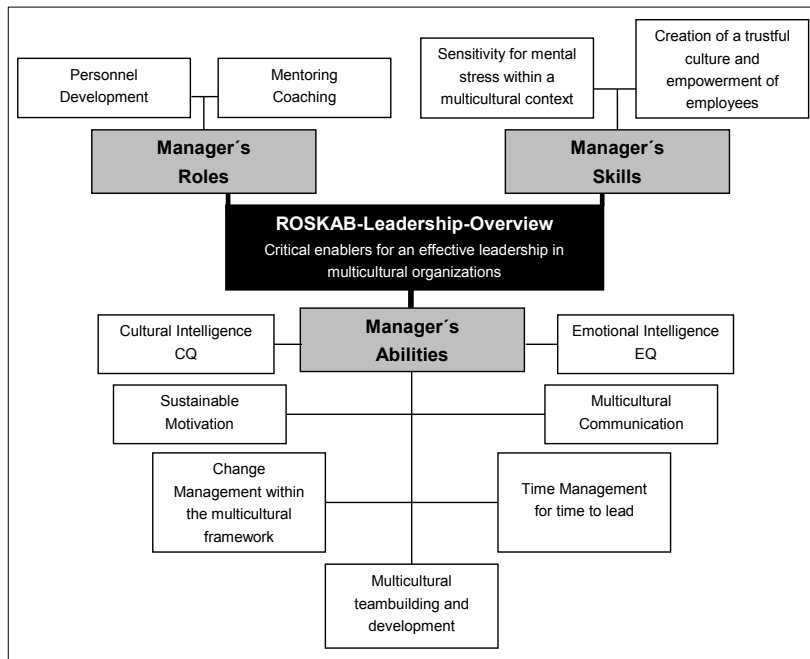 Personnel
Development
Mentoring
Coaching
Sensitivity for mental
stress within a
multicultural context
Creation of a trustful
culture and
empowerment of
employees
Manager´s
Roles
Manager´s
Skills
ROSKAB-Leadership-Overview
Critical enablers for an effective leadership in
multicultural organizations
Cultural Intelligence
CQ
Manager´s
Abilities
Emotional Intelligence
EQ
Sustainable
Motivation
Multicultural
Communication
Change
Management within
the multicultural
framework
Time Management
for time to lead
Multicultural
teambuilding and
development